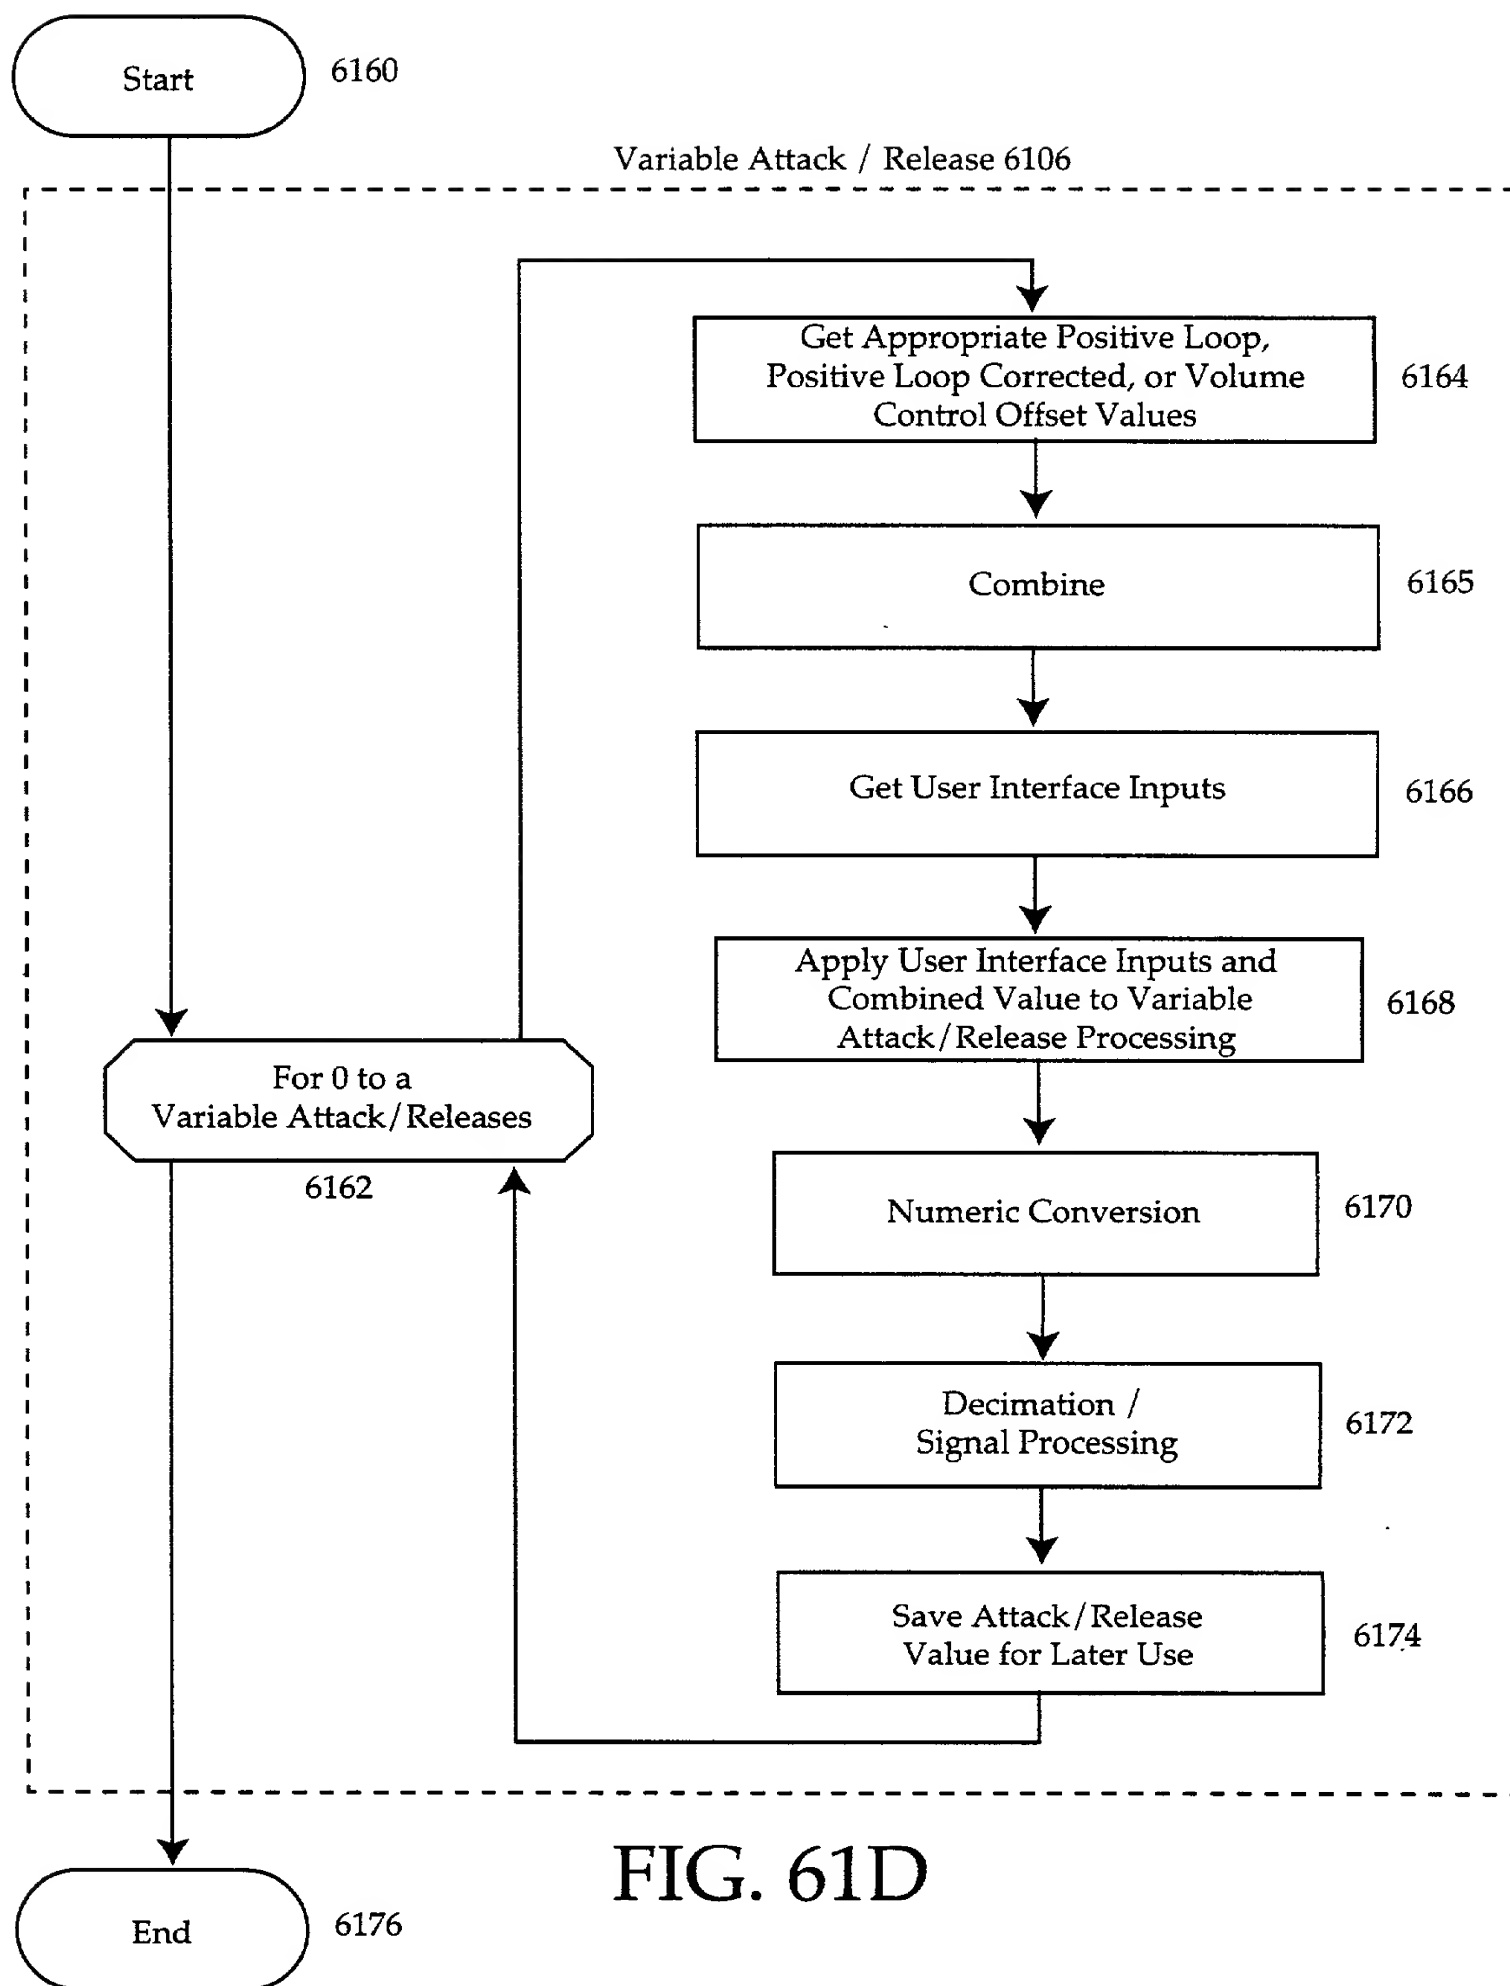 Start
6160
Variable Attack / Release 6106
Get Appropriate Positive Loop,
Positive Loop Corrected, or Volume
Control Offset Values
6164
Combine
6165
Get User Interface Inputs
6166
Apply User Interface Inputs and
Combined Value to Variable
Attack/Release Processing
6168
For 0 to a
Variable Attack/Releases
6162
Numeric Conversion
6170
Decimation /
Signal Processing
6172
Save Attack/Release
Value for Later Use
6174
FIG. 61D
End
6176